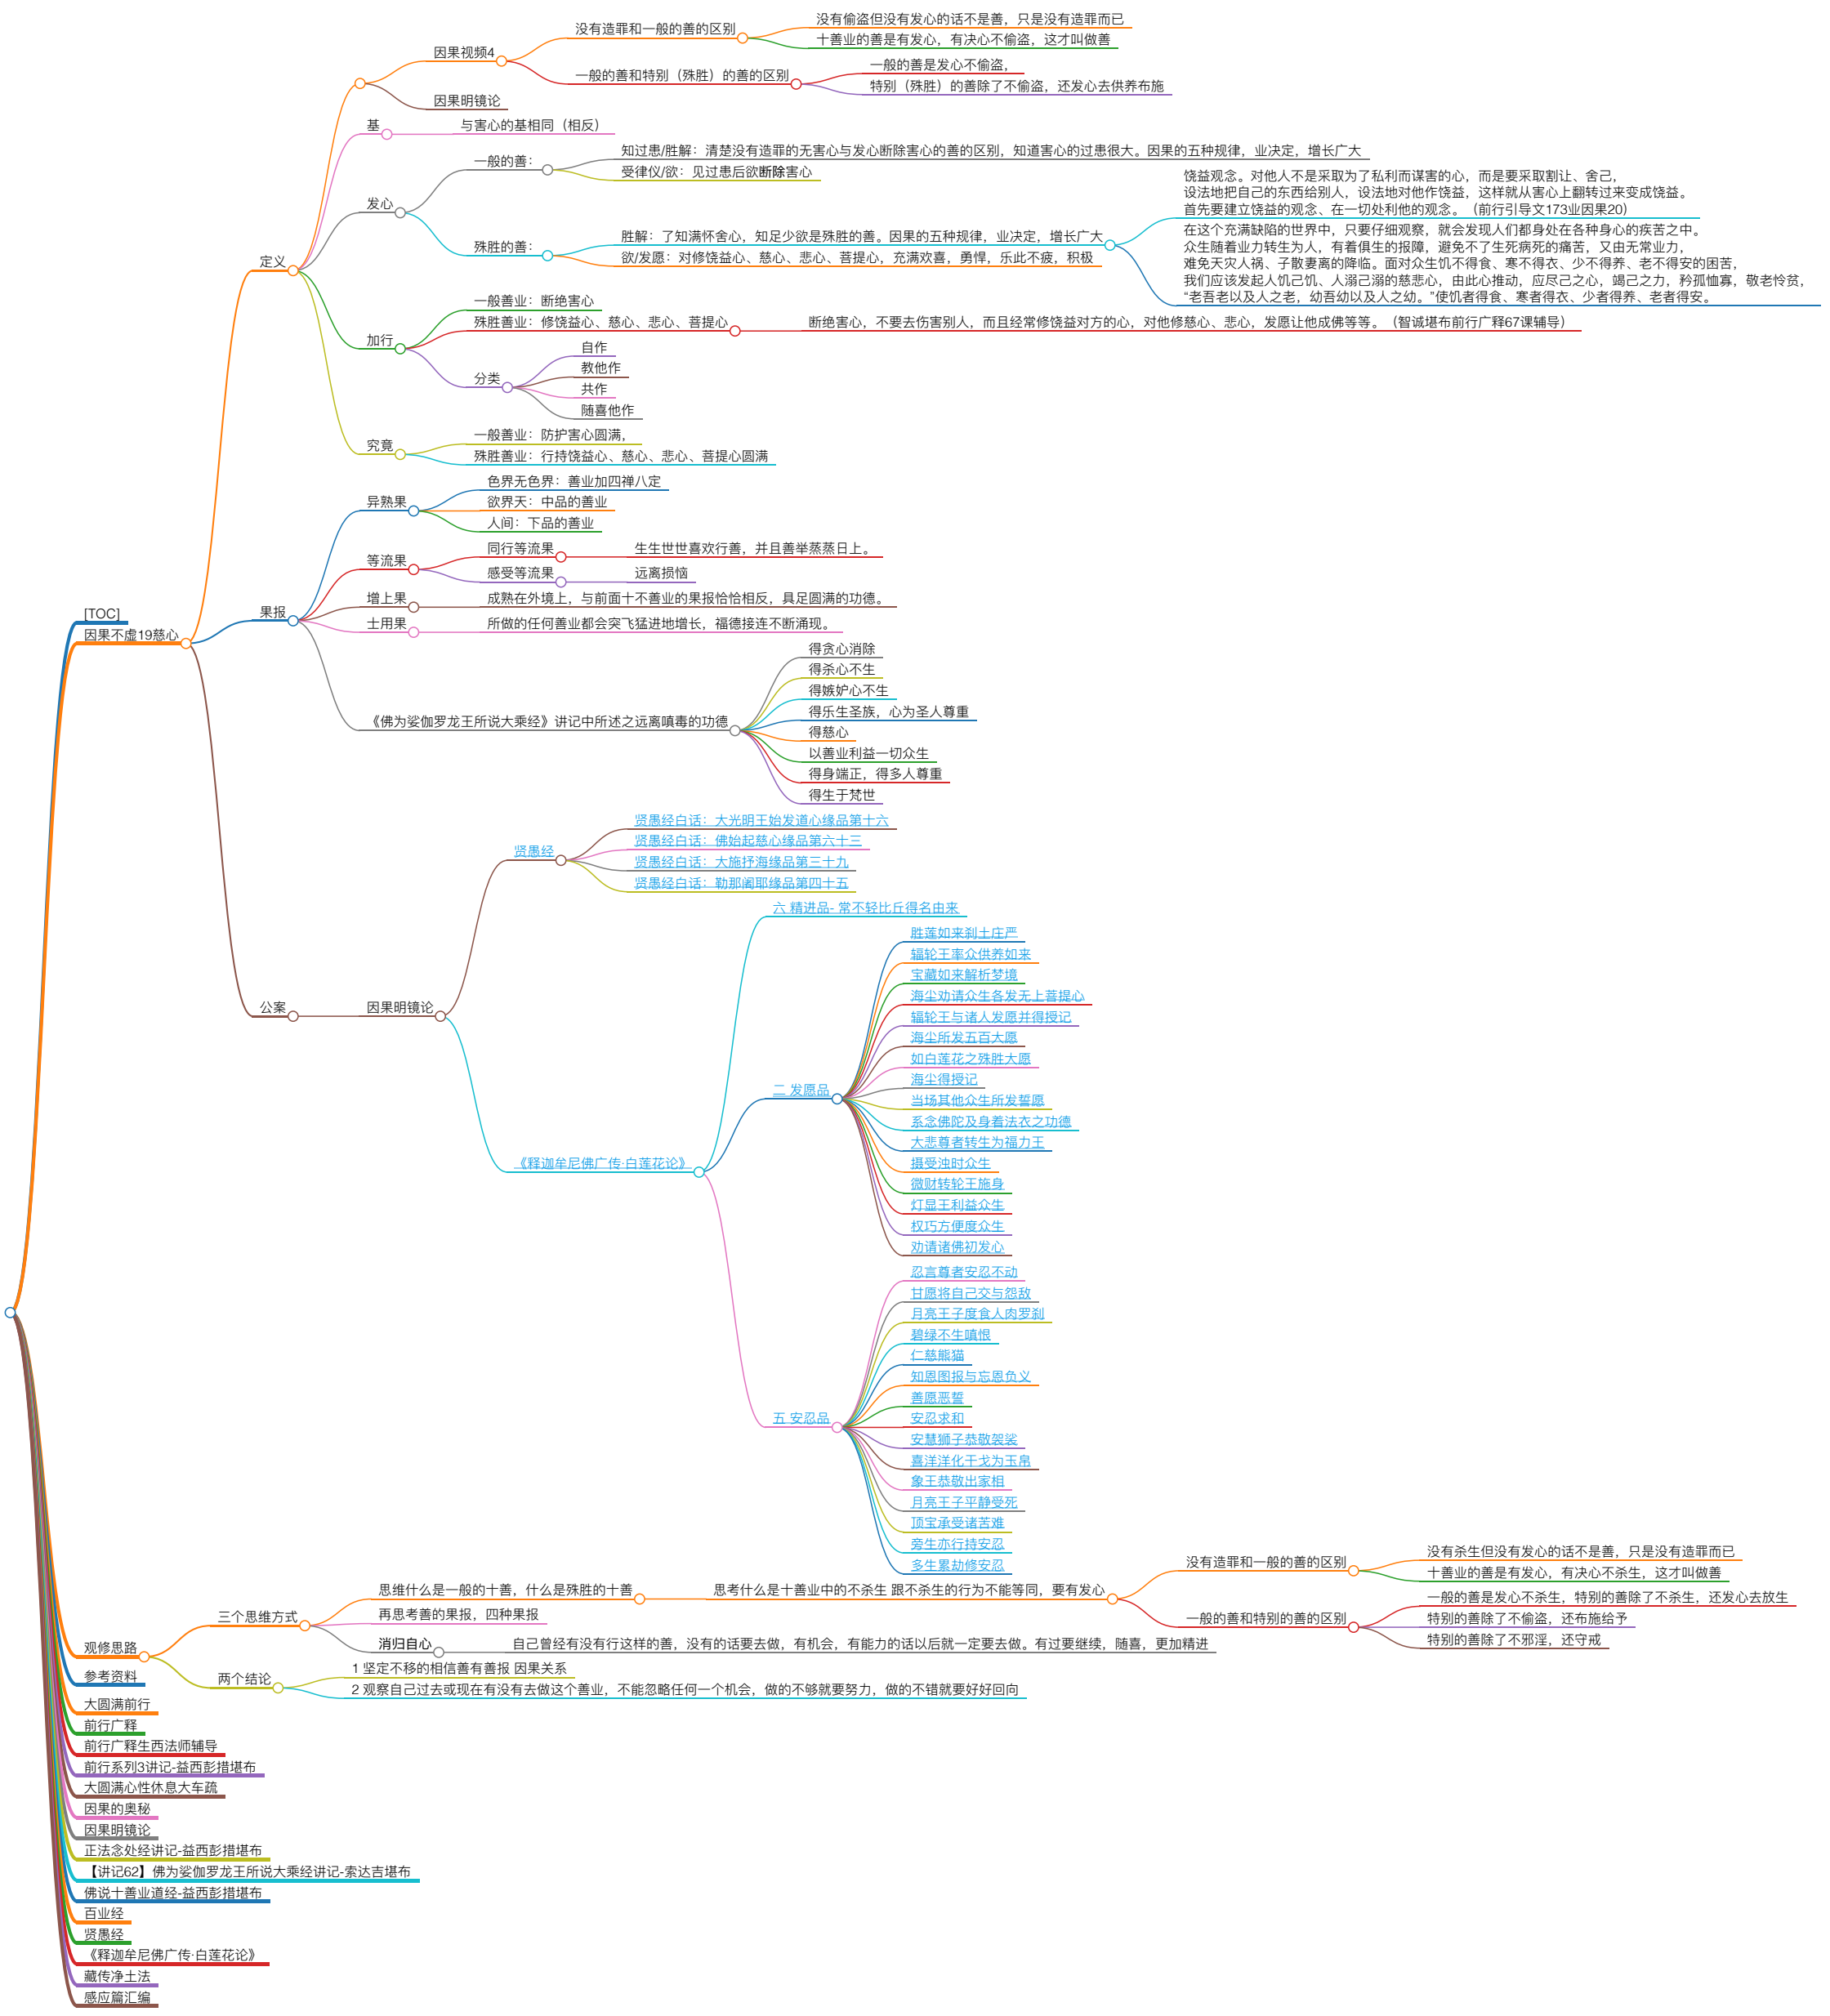 [TOC]
因果不虚19慈心
定义
因果视频4
没有造罪和一般的善的区别
没有偷盗但没有发心的话不是善，只是没有造罪而已
十善业的善是有发心，有决心不偷盗，这才叫做善
一般的善和特别（殊胜）的善的区别
一般的善是发心不偷盗，
特别（殊胜）的善除了不偷盗，还发心去供养布施
因果明镜论
基
与害心的基相同（相反）
发心
一般的善：
知过患/胜解：清楚没有造罪的无害心与发心断除害心的善的区别，知道害心的过患很大。因果的五种规律，业决定，增长广大
受律仪/欲：见过患后欲断除害心
殊胜的善：
胜解：了知满怀舍心，知足少欲是殊胜的善。因果的五种规律，业决定，增长广大
饶益观念。对他人不是采取为了私利而谋害的心，而是要采取割让、舍己，
设法地把自己的东西给别人，设法地对他作饶益，这样就从害心上翻转过来变成饶益。
首先要建立饶益的观念、在一切处利他的观念。（前行引导文173业因果20）
在这个充满缺陷的世界中，只要仔细观察，就会发现人们都身处在各种身心的疾苦之中。
众生随着业力转生为人，有着俱生的报障，避免不了生死病死的痛苦，又由无常业力，
难免天灾人祸、子散妻离的降临。面对众生饥不得食、寒不得衣、少不得养、老不得安的困苦，
我们应该发起人饥己饥、人溺己溺的慈悲心，由此心推动，应尽己之心，竭己之力，矜孤恤寡，敬老怜贫，
“老吾老以及人之老，幼吾幼以及人之幼。”使饥者得食、寒者得衣、少者得养、老者得安。
欲/发愿：对修饶益心、慈心、悲心、菩提心，充满欢喜，勇悍，乐此不疲，积极
加行
一般善业：断绝害心
殊胜善业：修饶益心、慈心、悲心、菩提心
断绝害心，不要去伤害别人，而且经常修饶益对方的心，对他修慈心、悲心，发愿让他成佛等等。（智诚堪布前行广释67课辅导）
分类
自作
教他作
共作
随喜他作
究竟
一般善业：防护害心圆满，
殊胜善业：行持饶益心、慈心、悲心、菩提心圆满
果报
异熟果
色界无色界：善业加四禅八定
欲界天：中品的善业
人间：下品的善业
等流果
同行等流果
生生世世喜欢行善，并且善举蒸蒸日上。
感受等流果
远离损恼
增上果
成熟在外境上，与前面十不善业的果报恰恰相反，具足圆满的功德。
士用果
所做的任何善业都会突飞猛进地增长，福德接连不断涌现。
《佛为娑伽罗龙王所说大乘经》讲记中所述之远离嗔毒的功德
得贪心消除
得杀心不生
得嫉妒心不生
得乐生圣族，心为圣人尊重
得慈心
以善业利益一切众生
得身端正，得多人尊重
得生于梵世
公案
因果明镜论
贤愚经
贤愚经白话：大光明王始发道心缘品第十六
贤愚经白话：佛始起慈心缘品第六十三
贤愚经白话：大施抒海缘品第三十九
贤愚经白话：勒那阇耶缘品第四十五
《释迦牟尼佛广传·白莲花论》
六 精进品- 常不轻比丘得名由来
二 发愿品
胜莲如来刹土庄严
辐轮王率众供养如来
宝藏如来解析梦境
海尘劝请众生各发无上菩提心
辐轮王与诸人发愿并得授记
海尘所发五百大愿
如白莲花之殊胜大愿
海尘得授记
当场其他众生所发誓愿
系念佛陀及身着法衣之功德
大悲尊者转生为福力王
摄受浊时众生
微财转轮王施身
灯显王利益众生
权巧方便度众生
劝请诸佛初发心
五 安忍品
忍言尊者安忍不动
甘愿将自己交与怨敌
月亮王子度食人肉罗刹
碧绿不生嗔恨
仁慈熊猫
知恩图报与忘恩负义
善愿恶誓
安忍求和
安慧狮子恭敬袈裟
喜洋洋化干戈为玉帛
象王恭敬出家相
月亮王子平静受死
顶宝承受诸苦难
旁生亦行持安忍
多生累劫修安忍
观修思路
三个思维方式
思维什么是一般的十善，什么是殊胜的十善
思考什么是十善业中的不杀生 跟不杀生的行为不能等同，要有发心
没有造罪和一般的善的区别
没有杀生但没有发心的话不是善，只是没有造罪而已
十善业的善是有发心，有决心不杀生，这才叫做善
一般的善和特别的善的区别
一般的善是发心不杀生，特别的善除了不杀生，还发心去放生
特别的善除了不偷盗，还布施给予
特别的善除了不邪淫，还守戒
再思考善的果报，四种果报
消归自心
自己曾经有没有行这样的善，没有的话要去做，有机会，有能力的话以后就一定要去做。有过要继续，随喜，更加精进
两个结论
1 坚定不移的相信善有善报 因果关系
2 观察自己过去或现在有没有去做这个善业，不能忽略任何一个机会，做的不够就要努力，做的不错就要好好回向
参考资料
大圆满前行
前行广释
前行广释生西法师辅导
前行系列3讲记-益西彭措堪布
大圆满心性休息大车疏
因果的奥秘
因果明镜论
正法念处经讲记-益西彭措堪布
【讲记62】佛为娑伽罗龙王所说大乘经讲记-索达吉堪布
佛说十善业道经-益西彭措堪布
百业经
贤愚经
《释迦牟尼佛广传·白莲花论》
藏传净土法
感应篇汇编